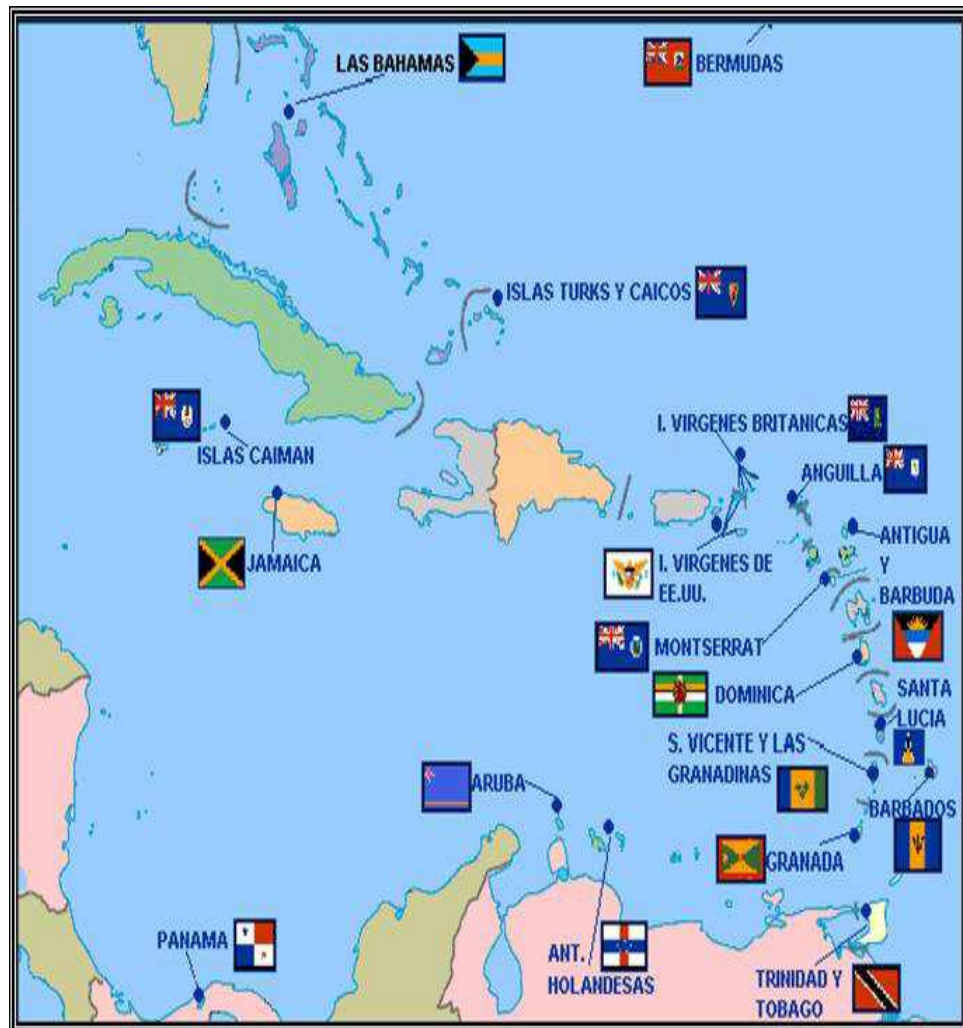 LAS BAHAMAS
BERMUDAS
ISLAS TURKS Y CAICOS
I. VIRGENES BRITANICAS
ISLAS CAIMAN
ANGUILLA
JAMAICA
ANTIGUA
Y
BARBUDA
I. VIRGENES DE
EE.UU.
MONTSERRAT
DOMINICA
SANTA
LUCIA
S. VICENTE Y LAS
GRANADINAS
ARUBA
BARBADOS
GRANADA
PANAMA
ANT.
HOLANDESAS
TRINIDAD Y
TOBAGO